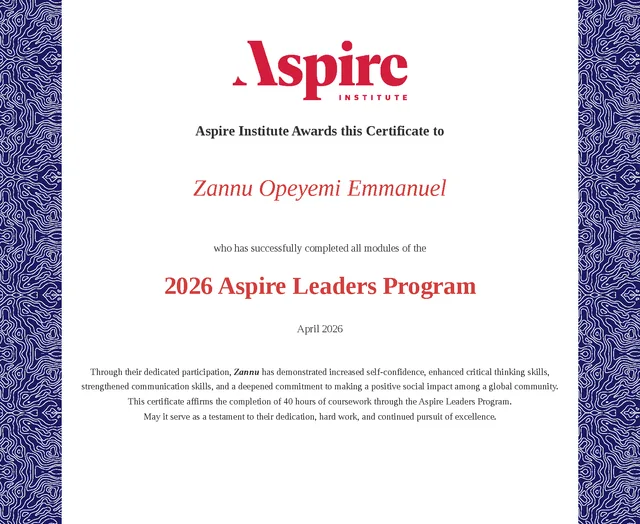 Aspire
INSTITUTE
Aspire Institute Awards this Certificate to
Zannu Opeyemi Emmanuel
who has successfully completed all modules of the
2026 Aspire Leaders Program
April 2026
Through their dedicated participation, Zannu has demonstrated increased self-confidence, enhanced critical thinking skills,
strengthened communication skills, and a deepened commitment to making a positive social impact among a global community.
This certificate affirms the completion of 40 hours of coursework through the Aspire Leaders Program.
May it serve as a testament to their dedication, hard work, and continued pursuit of excellence.